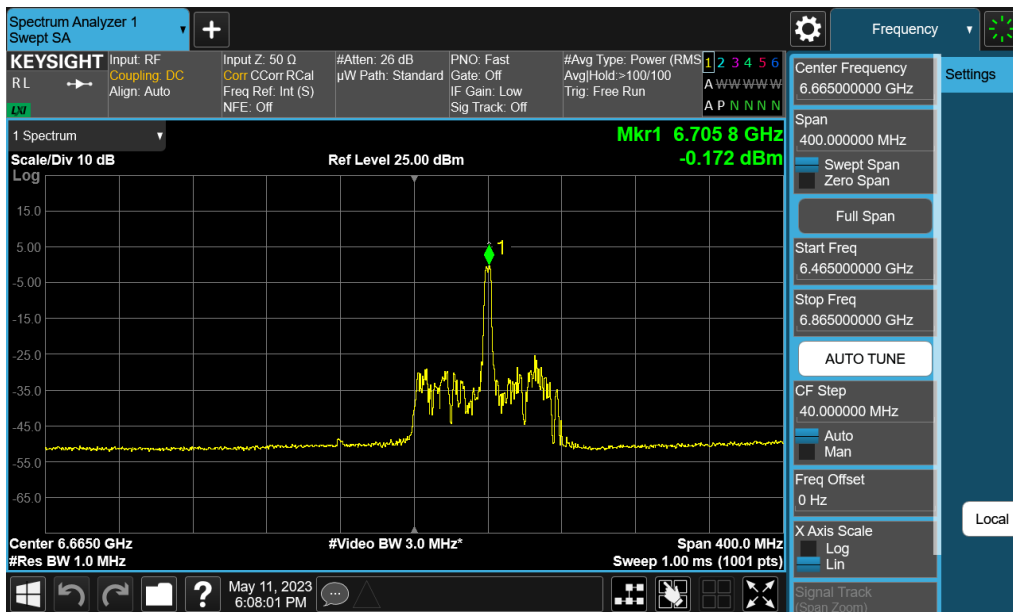 Spectrum Analyzer 1
Swept SA
+
Frequency
KEYSIGHT
R L
LXI
Input: RF
Coupling: DC
Align: Auto
Input Z: 50 Ω
Corr CCorr RCal
Freq Ref: Int (S)
NFE: Off
#Atten: 26 dB
µW Path: Standard
PNO: Fast
Gate: Off
IF Gain: Low
Sig Track: Off
#Avg Type: Power (RMS
Avg|Hold:>100/100
Trig: Free Run
1 2 3 4 5 6
A W W W W W
A P N N N N
1 Spectrum
Mkr1 6.705 8 GHz
Scale/Div 10 dB
Ref Level 25.00 dBm
-0.172 dBm
Log
15.0
5.00
1
-5.00
-15.0
-25.0
-35.0
-45.0
-55.0
-65.0
Center 6.6650 GHz
#Video BW 3.0 MHz*
Span 400.0 MHz
#Res BW 1.0 MHz
Sweep 1.00 ms (1001 pts)
?
May 11, 2023
6:08:01 PM
Center Frequency
6.665000000 GHz
Settings
Span
400.000000 MHz
Swept Span
Zero Span
Full Span
Start Freq
6.465000000 GHz
Stop Freq
6.865000000 GHz
AUTO TUNE
CF Step
40.000000 MHz
Auto
Man
Freq Offset
0 Hz
Local
X Axis Scale
Log
Lin
Signal Track
(Span Zoom)